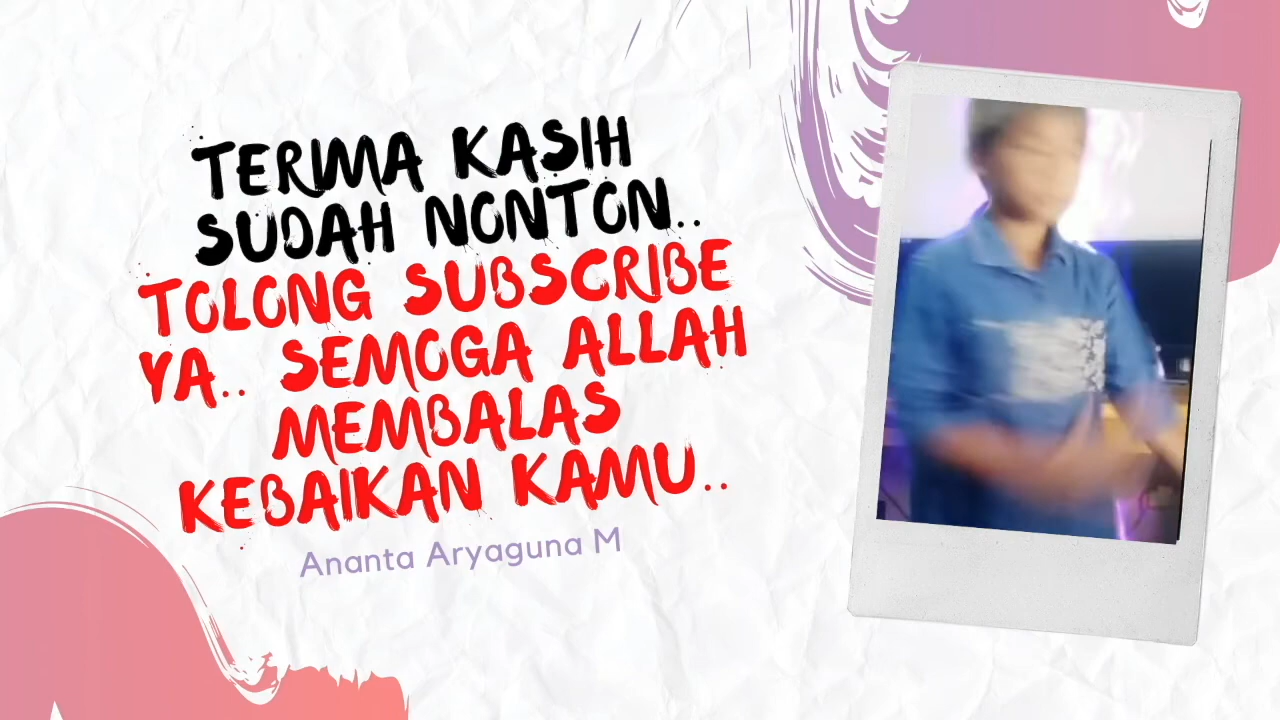 TERIMA KASIH
SUDAH NONTON..
TOLONG SUBSCRIBE
YA.. SEMOGA ALLAH
MEMBALAS
KEBAIKAN KAMU..
Ananta Aryaguna M